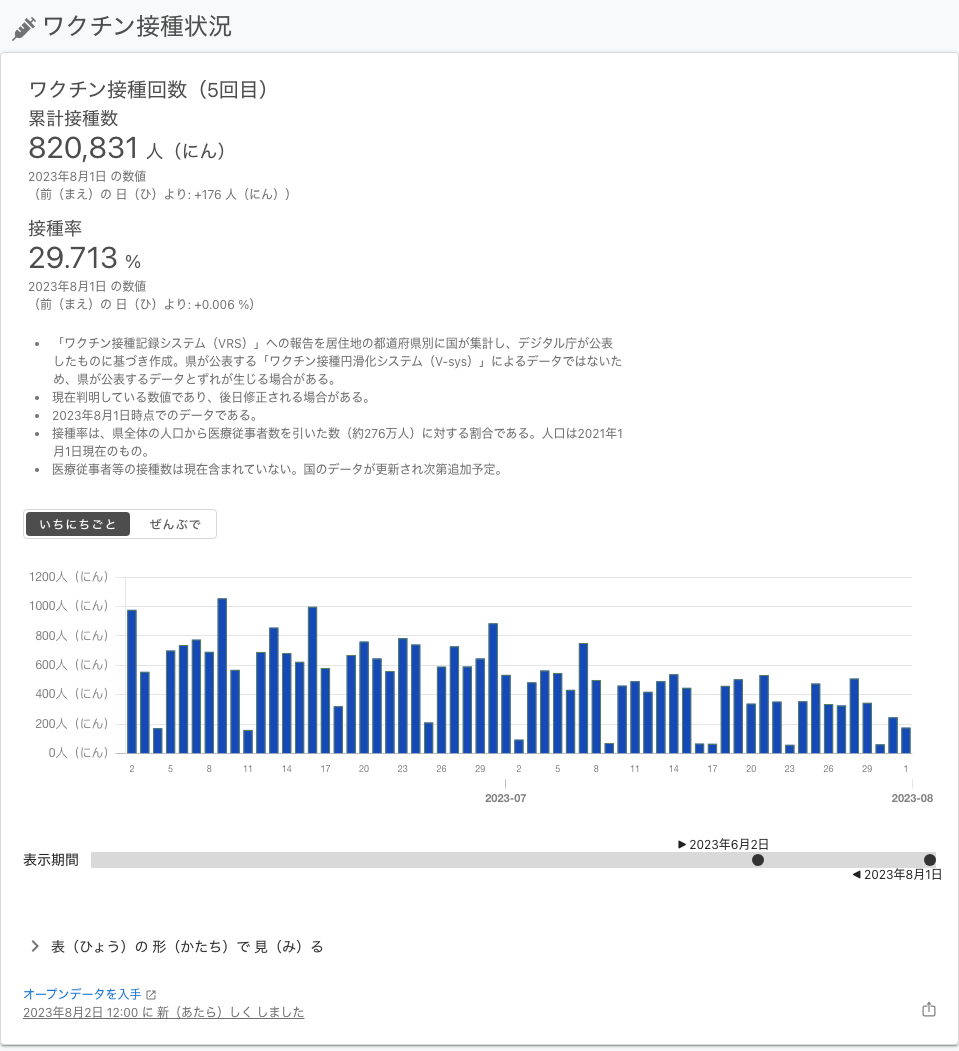 ワクチン接種状況
ワクチン接種回数（5回目）
累計接種数
820,831 人（にん）
2023年8月1日 の数値
（前（まえ）の 日（ひ）より: +176 人（にん））
接種率
29.713 %
2023年8月1日 の数値
（前（まえ）の 日（ひ）より: +0.006 %）
• 「ワクチン接種記録システム（VRS）」への報告を居住地の都道府県別に国が集計し、デジタル庁が公表
したものに基づき作成。県が公表する「ワクチン接種円滑化システム（V-sys）」によるデータではないた
め、県が公表するデータとずれが生じる場合がある。
• 現在判明している数値であり、後日修正される場合がある。
• 2023年8月1日時点でのデータである。
• 接種率は、県全体の人口から医療従事者数を引いた数（約276万人）に対する割合である。人口は2021年1
月1日現在のもの。
• 医療従事者等の接種数は現在含まれていない。国のデータが更新され次第追加予定。
いちにちごと ぜんぶで
1200人（にん）
1000人（にん）
800人（にん）
600人（にん）
400人（にん）
200人（にん）
0人（にん）
2 5 8 11 14 17 20 23 26 29 2 5 8 11 14 17 20 23 26 29 1
2023-07 2023-08
▶ 2023年6月2日
表示期間
◀ 2023年8月1日
表（ひょう）の 形（かたち）で 見（み）る
オープンデータを入手
2023年8月2日 12:00 に 新（あたら）しく しました